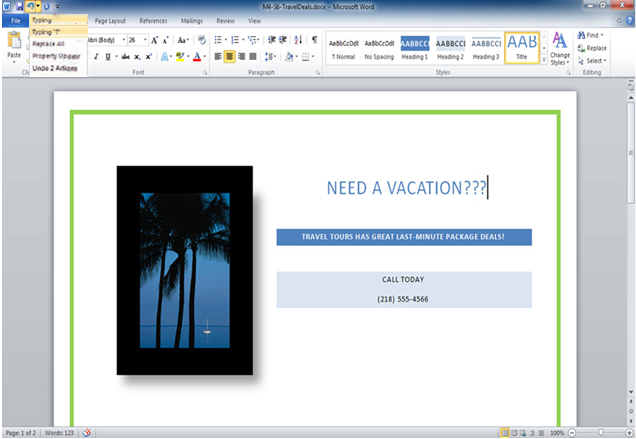 M4-S6-TravelDeals.docx - Microsoft Word
File Page Layout References Mailings Review View
Typing
Typing "?"
Replace All
Property Update
Undo 2 Actions
Paste
(Body) 26
Font
Paragraph
AaBbCcDdI AaBbCcDdI AABBCCI AABBCCI AABBCCI AAB
¶ Normal No Spacing Heading 1 Heading 2 Heading 3 Title
Change Styles
Styles
Find
Replace
Select
Editing
NEED A VACATION???
TRAVEL TOURS HAS GREAT LAST-MINUTE PACKAGE DEALS!
CALL TODAY
(218) 555-4566
Page: 1 of 2 Words: 123 100%